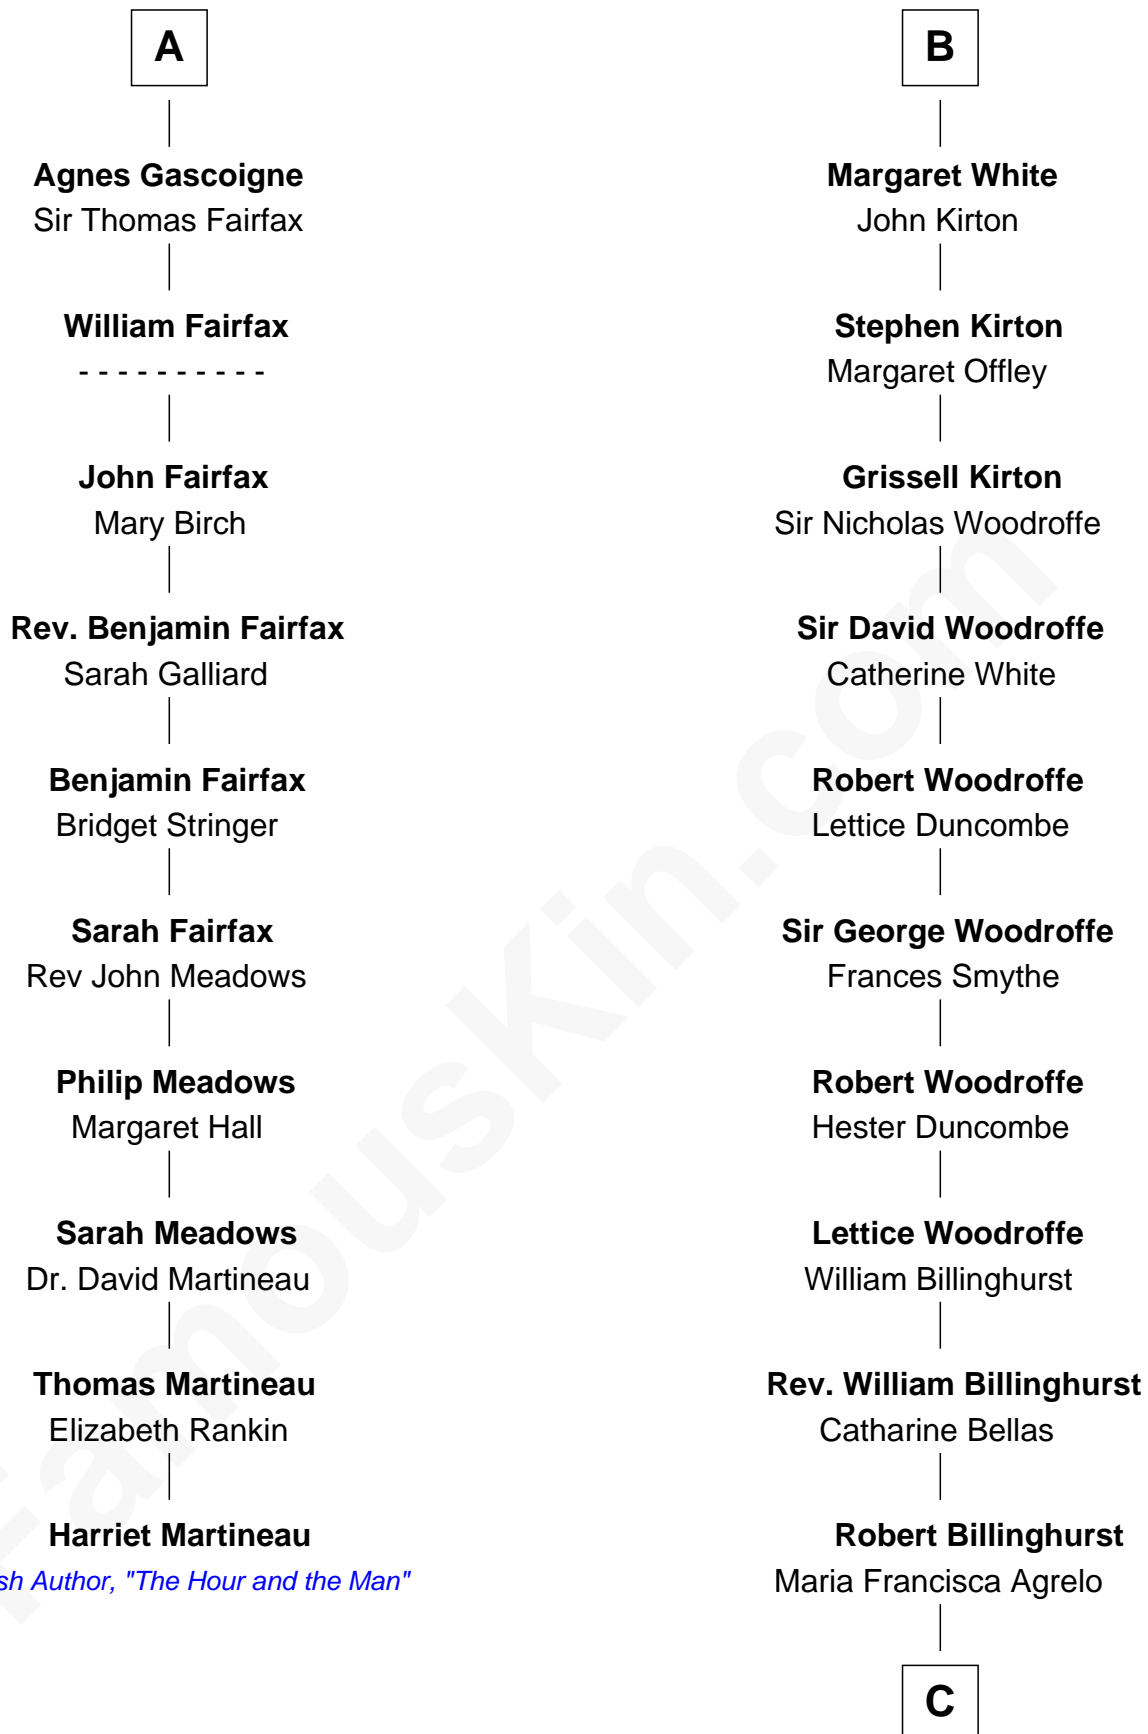 A
Agnes Gascoigne
Sir Thomas Fairfax
William Fairfax
- - - - - - - - - -
John Fairfax
Mary Birch
Rev. Benjamin Fairfax
Sarah Galliard
Benjamin Fairfax
Bridget Stringer
Sarah Fairfax
Rev John Meadows
Philip Meadows
Margaret Hall
Sarah Meadows
Dr. David Martineau
Thomas Martineau
Elizabeth Rankin
Harriet Martineau
sh Author, "The Hour and the Man"
B
Margaret White
John Kirton
Stephen Kirton
Margaret Offley
Grissell Kirton
Sir Nicholas Woodroffe
Sir David Woodroffe
Catherine White
Robert Woodroffe
Lettice Duncombe
Sir George Woodroffe
Frances Smythe
Robert Woodroffe
Hester Duncombe
Lettice Woodroffe
William Billinghurst
Rev. William Billinghurst
Catharine Bellas
Robert Billinghurst
Maria Francisca Agrelo
C
FamousKin.com